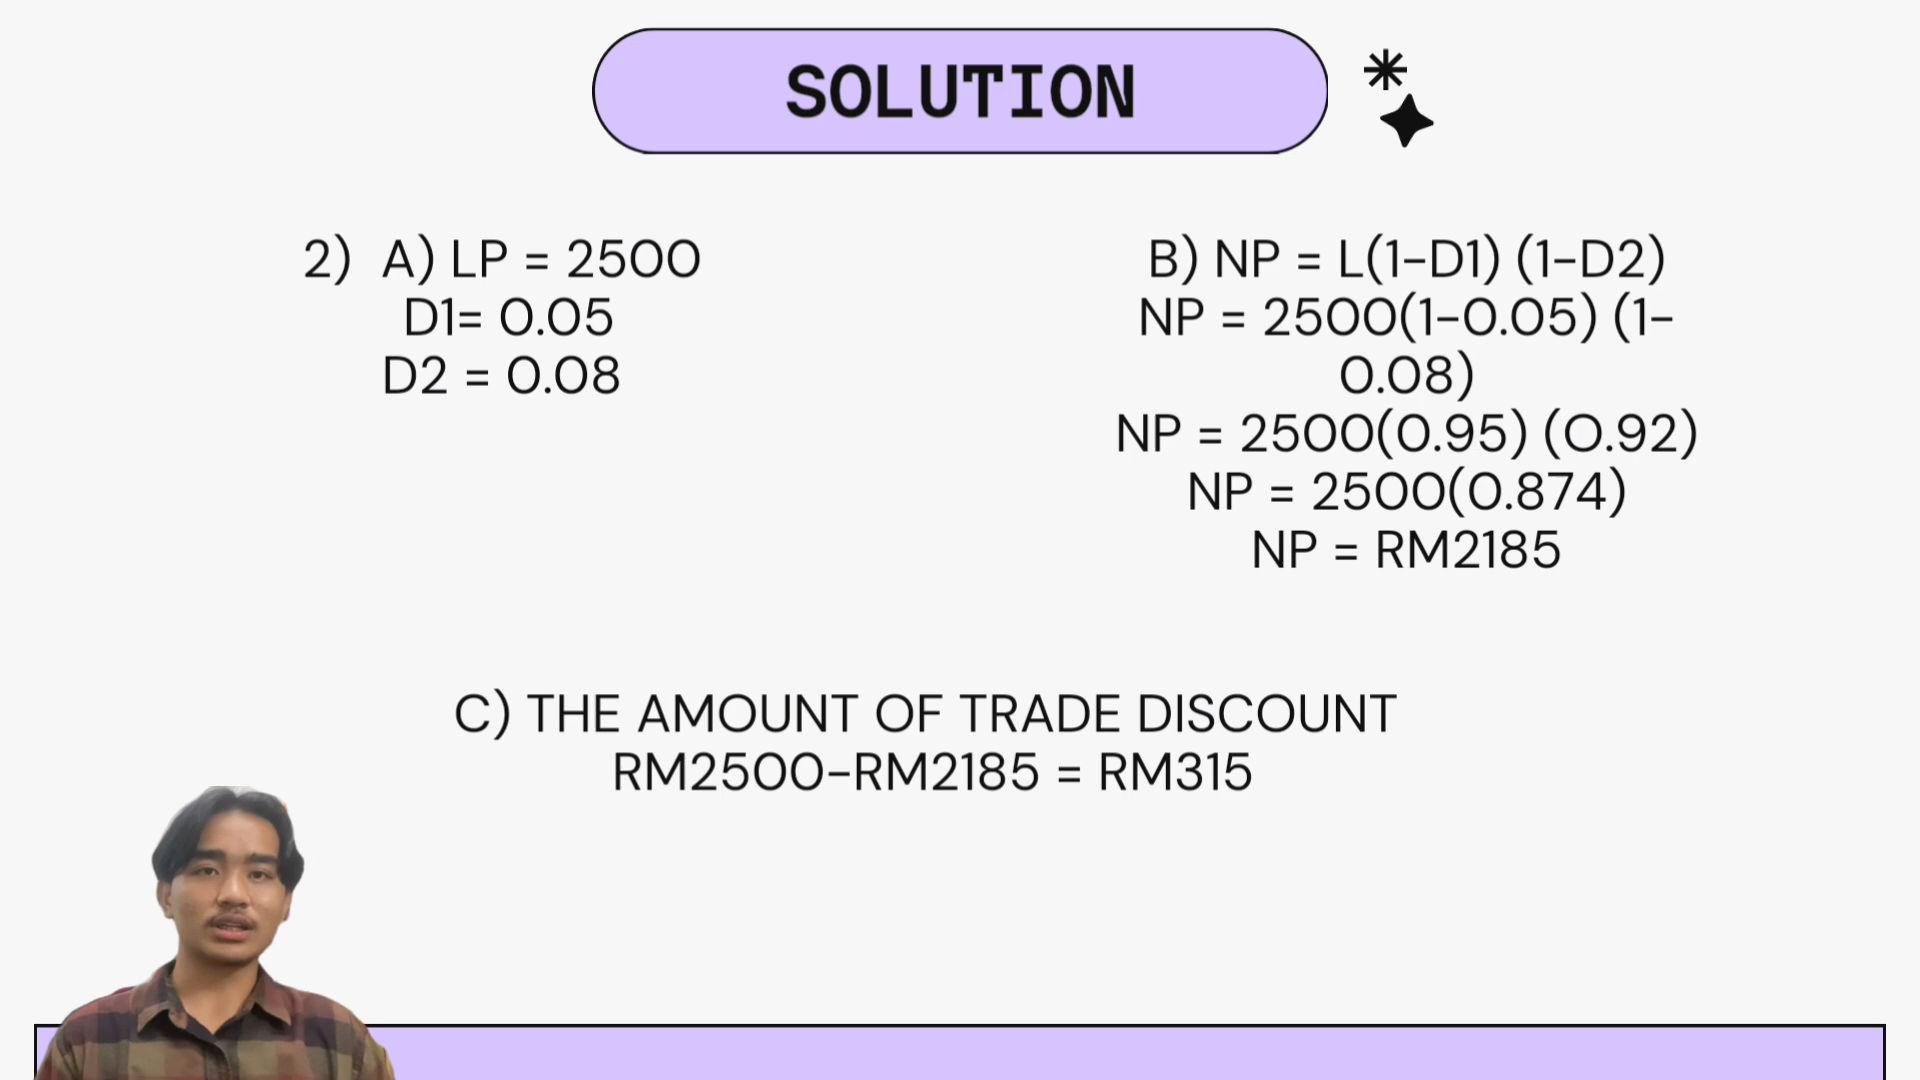 SOLUTION
2) A) LP = 2500
D1= 0.05
D2 = 0.08
B) NP = L(1-D1) (1-D2)
NP = 2500(1-0.05) (1-
0.08)
NP = 2500(0.95) (O.92)
NP = 2500(0.874)
NP = RM2185
C) THE AMOUNT OF TRADE DISCOUNT
RM2500-RM2185 = RM315